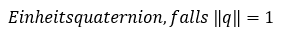 Einheitsquaternion, falls ‖q‖ = 1